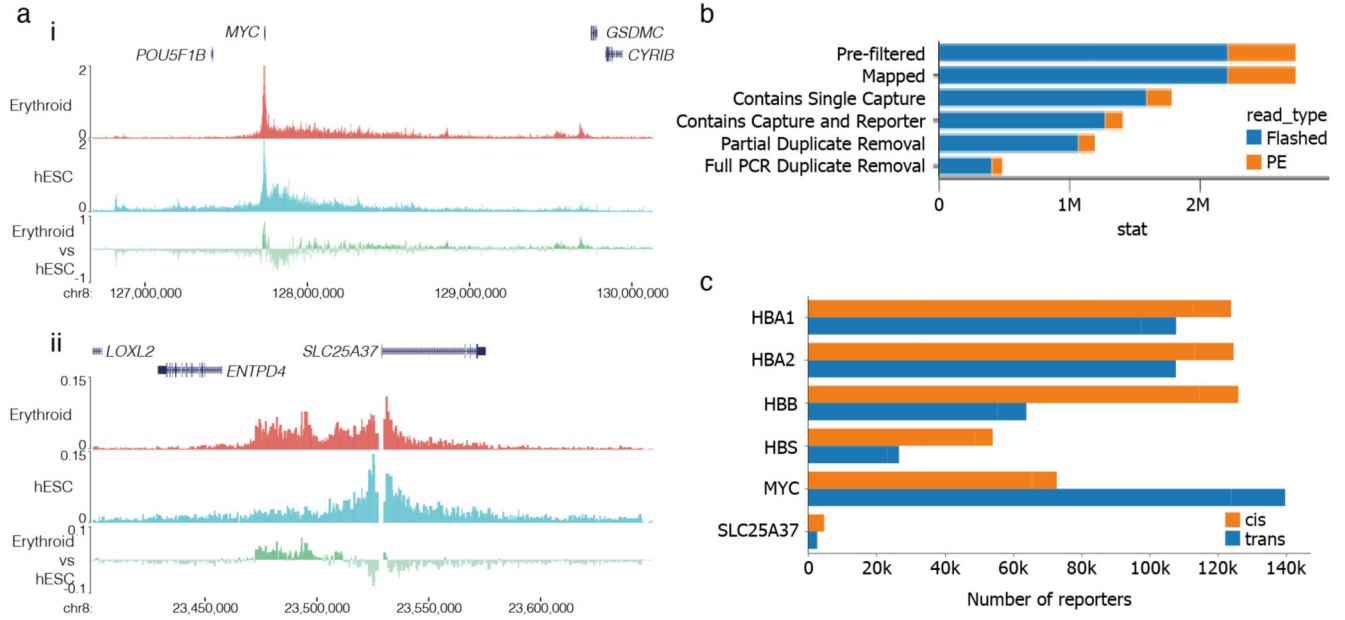 a
i
MYC
GSDMC
POU5F1B
CYRIB
2
Erythroid
0
2
hESC
0
1
Erythroid
vs
hESC
-1
chr8: 127,000,000 128,000,000 129,000,000 130,000,000
ii
LOXL2
SLC25A37
ENTPD4
0.15
Erythroid
0
0.15
hESC
0
0.1
Erythroid
vs
hESC
-0.1
chr8: 23,450,000 23,500,000 23,550,000 23,600,000
b
Pre-filtered
Mapped
Contains Single Capture
Contains Capture and Reporter
Partial Duplicate Removal
Full PCR Duplicate Removal
read_type
Flashed
PE
0 1M 2M
stat
c
HBA1
HBA2
HBB
HBS
MYC
SLC25A37
cis
trans
0 20k 40k 60k 80k 100k 120k 140k
Number of reporters